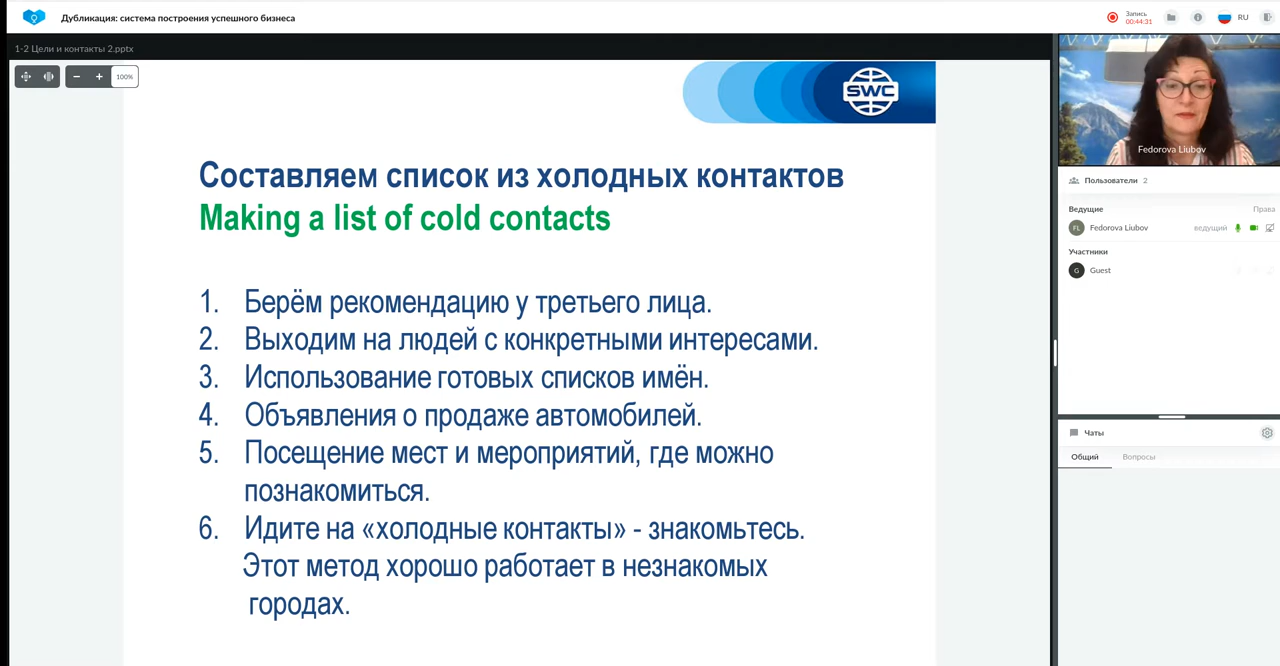 Дубликация: система построения успешного бизнеса
Запись
00:44:31
RU
1-2 Цели и контакты 2.pptx
100%
SWC
Составляем список из холодных контактов
Making a list of cold contacts
1. Берём рекомендацию у третьего лица.
2. Выходим на людей с конкретными интересами.
3. Использование готовых списков имён.
4. Объявления о продаже автомобилей.
5. Посещение мест и мероприятий, где можно
познакомиться.
6. Идите на «холодные контакты» - знакомьтесь.
Этот метод хорошо работает в незнакомых
городах.
Fedorova Liubov
Пользователи 2
Ведущие Права
FL Fedorova Liubov ведущий
Участники
G Guest
Чаты
Общий Вопросы